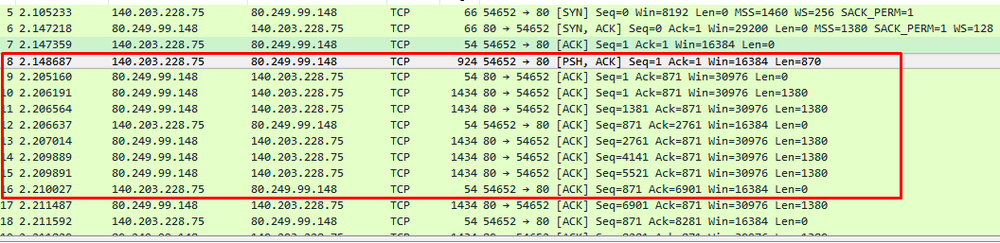 5 2.105233 140.203.228.75 80.249.99.148 TCP 66 54652 → 80 [SYN] Seq=0 Win=8192 Len=0 MSS=1460 WS=256 SACK_PERM=1
6 2.147218 80.249.99.148 140.203.228.75 TCP 66 80 → 54652 [SYN, ACK] Seq=0 Ack=1 Win=29200 Len=0 MSS=1380 SACK_PERM=1 WS=128
7 2.147359 140.203.228.75 80.249.99.148 TCP 54 54652 → 80 [ACK] Seq=1 Ack=1 Win=16384 Len=0
8 2.148687 140.203.228.75 80.249.99.148 TCP 924 54652 → 80 [PSH, ACK] Seq=1 Ack=1 Win=16384 Len=870
9 2.205160 80.249.99.148 140.203.228.75 TCP 54 80 → 54652 [ACK] Seq=1 Ack=871 Win=30976 Len=0
10 2.206191 80.249.99.148 140.203.228.75 TCP 1434 80 → 54652 [ACK] Seq=1 Ack=871 Win=30976 Len=1380
11 2.206564 80.249.99.148 140.203.228.75 TCP 1434 80 → 54652 [ACK] Seq=1381 Ack=871 Win=30976 Len=1380
12 2.206637 140.203.228.75 80.249.99.148 TCP 54 54652 → 80 [ACK] Seq=871 Ack=2761 Win=16384 Len=0
13 2.207014 80.249.99.148 140.203.228.75 TCP 1434 80 → 54652 [ACK] Seq=2761 Ack=871 Win=30976 Len=1380
14 2.209889 80.249.99.148 140.203.228.75 TCP 1434 80 → 54652 [ACK] Seq=4141 Ack=871 Win=30976 Len=1380
15 2.209891 80.249.99.148 140.203.228.75 TCP 1434 80 → 54652 [ACK] Seq=5521 Ack=871 Win=30976 Len=1380
16 2.210027 140.203.228.75 80.249.99.148 TCP 54 54652 → 80 [ACK] Seq=871 Ack=6901 Win=16384 Len=0
17 2.211487 80.249.99.148 140.203.228.75 TCP 1434 80 → 54652 [ACK] Seq=6901 Ack=871 Win=30976 Len=1380
18 2.211592 140.203.228.75 80.249.99.148 TCP 54 54652 → 80 [ACK] Seq=871 Ack=8281 Win=16384 Len=0